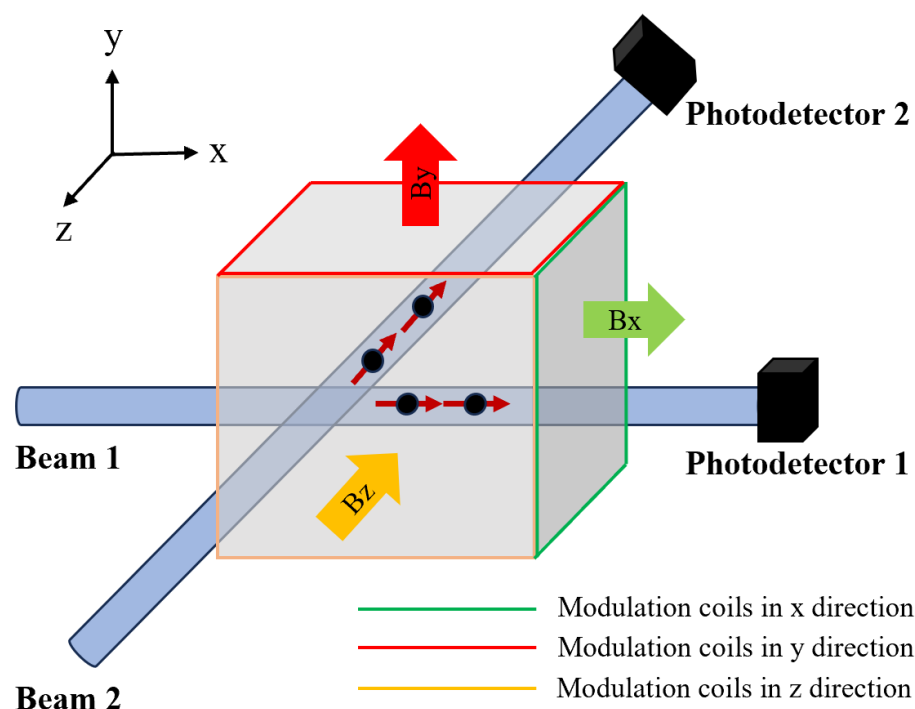 y
x
z
Photodetector 2
By
Bx
Beam 1
Photodetector 1
Bz
Modulation coils in x direction
Modulation coils in y direction
Modulation coils in z direction
Beam 2